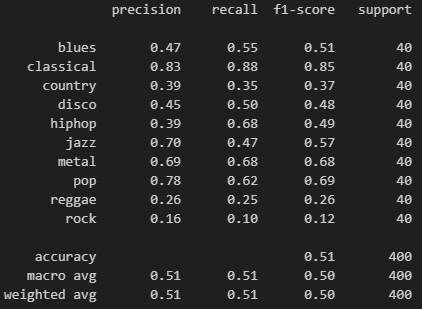 precision recall f1-score support
blues 0.47 0.55 0.51 40
classical 0.83 0.88 0.85 40
country 0.39 0.35 0.37 40
disco 0.45 0.50 0.48 40
hiphop 0.39 0.68 0.49 40
jazz 0.70 0.47 0.57 40
metal 0.69 0.68 0.68 40
pop 0.78 0.62 0.69 40
reggae 0.26 0.25 0.26 40
rock 0.16 0.10 0.12 40
accuracy 0.51 400
macro avg 0.51 0.51 0.50 400
weighted avg 0.51 0.51 0.50 400